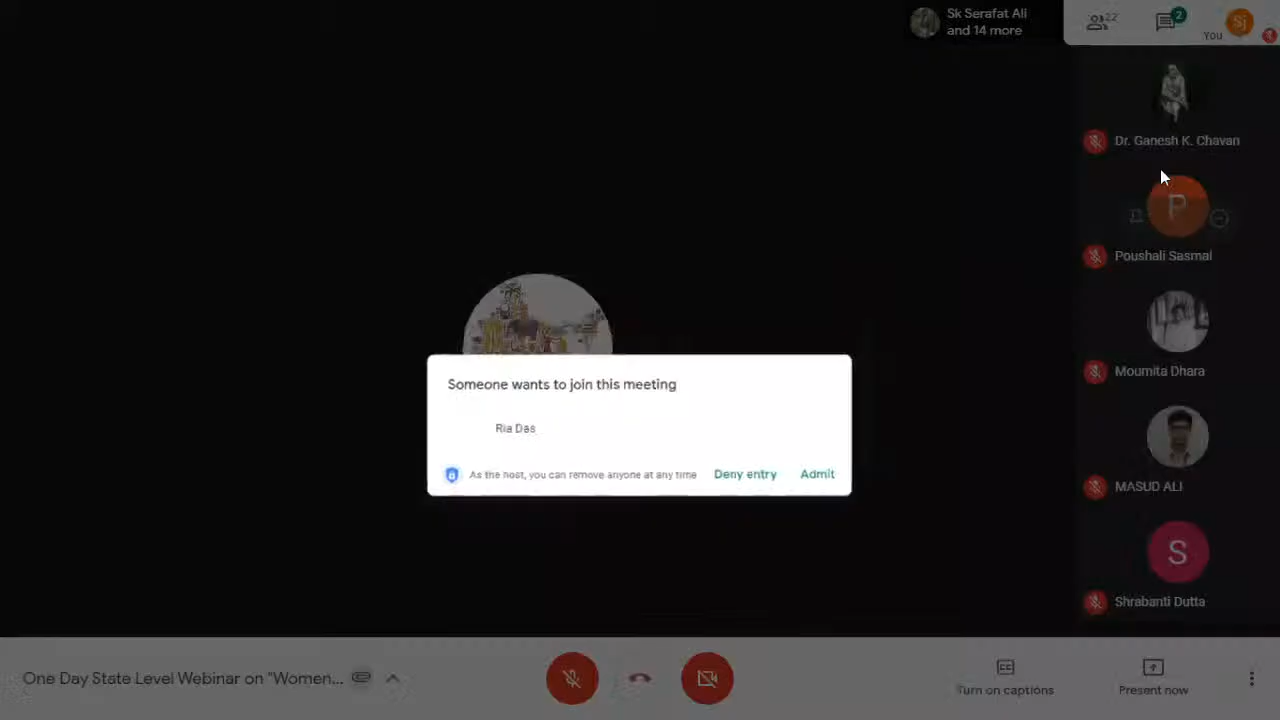 Sk Serafat Ali
and 14 more
22
2
You
Sj
Dr. Ganesh K. Chavan
P
Poushali Sasmal
Moumita Dhara
MASUD ALI
S
Shrabanti Dutta
Someone wants to join this meeting
Ria Das
As the host, you can remove anyone at any time
Deny entry
Admit
One Day State Level Webinar on "Women...
CC
Turn on captions
Present now